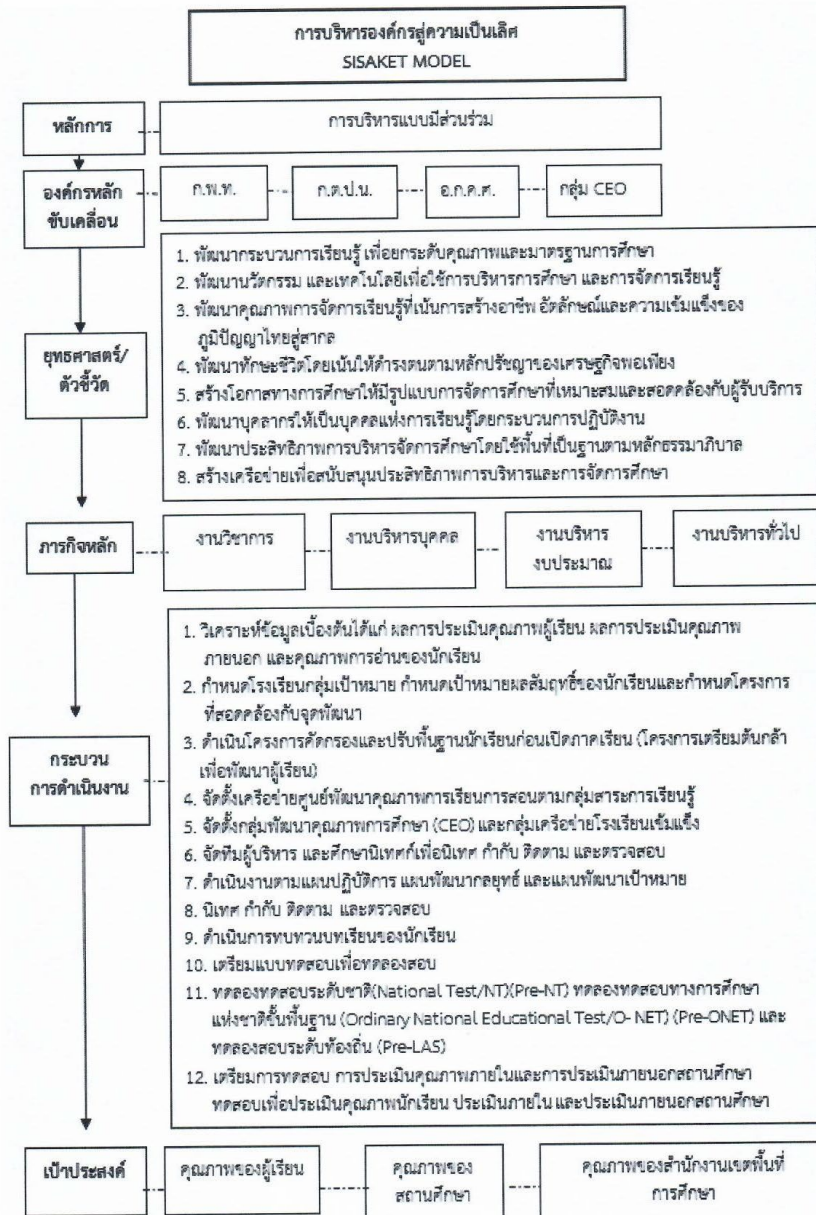 การบริหารองค์กรสู่ความเป็นเลิศ
SISAKET MODEL
หลักการ
การบริหารแบบมีส่วนร่วม
องค์กรหลัก
ขับเคลื่อน
ก.พ.ท.
ก.ต.ป.น.
อ.ก.ค.ศ.
กลุ่ม CEO
ยุทธศาสตร์/
ตัวชี้วัด
1. พัฒนากระบวนการเรียนรู้ เพื่อยกระดับคุณภาพและมาตรฐานการศึกษา
2. พัฒนานวัตกรรม และเทคโนโลยีเพื่อใช้การบริหารการศึกษา และการจัดการเรียนรู้
3. พัฒนาคุณภาพการจัดการเรียนรู้ที่เน้นการสร้างอาชีพ อัตลักษณ์และความเข้มแข็งของ
ภูมิปัญญาไทยสู่สากล
4. พัฒนาทักษะชีวิตโดยเน้นให้ดำรงตนตามหลักปรัชญาของเศรษฐกิจพอเพียง
5. สร้างโอกาสทางการศึกษาให้มีรูปแบบการจัดการศึกษาที่เหมาะสมและสอดคล้องกับผู้รับบริการ
6. พัฒนาบุคลากรให้เป็นบุคคลแห่งการเรียนรู้โดยกระบวนการปฏิบัติงาน
7. พัฒนาประสิทธิภาพการบริหารจัดการศึกษาโดยใช้พื้นที่เป็นฐานตามหลักธรรมาภิบาล
8. สร้างเครือข่ายเพื่อสนับสนุนประสิทธิภาพการบริหารและการจัดการศึกษา
ภารกิจหลัก
งานวิชาการ
งานบริหารบุคคล
งานบริหาร
งบประมาณ
งานบริหารทั่วไป
กระบวน
การดำเนินงาน
1. วิเคราะห์ข้อมูลเบื้องต้นได้แก่ ผลการประเมินคุณภาพผู้เรียน ผลการประเมินคุณภาพ
ภายนอก และคุณภาพการอ่านของนักเรียน
2. กำหนดโรงเรียนกลุ่มเป้าหมาย กำหนดเป้าหมายผลสัมฤทธิ์ของนักเรียนและกำหนดโครงการ
ที่สอดคล้องกับจุดพัฒนา
3. ดำเนินโครงการคัดกรองและปรับพื้นฐานนักเรียนก่อนเปิดภาคเรียน (โครงการเตรียมต้นกล้า
เพื่อพัฒนาผู้เรียน)
4. จัดตั้งเครือข่ายศูนย์พัฒนาคุณภาพการเรียนการสอนตามกลุ่มสาระการเรียนรู้
5. จัดตั้งกลุ่มพัฒนาคุณภาพการศึกษา (CEO) และกลุ่มเครือข่ายโรงเรียนเข้มแข็ง
6. จัดทีมผู้บริหาร และศึกษานิเทศก์เพื่อนิเทศ กำกับ ติดตาม และตรวจสอบ
7. ดำเนินงานตามแผนปฏิบัติการ แผนพัฒนากลยุทธ์ และแผนพัฒนาเป้าหมาย
8. นิเทศ กำกับ ติดตาม และตรวจสอบ
9. ดำเนินการทบทวนบทเรียนของนักเรียน
10. เตรียมแบบทดสอบเพื่อทดลองสอบ
11. ทดลองทดสอบระดับชาติ(National Test/NT)(Pre-NT) ทดลองทดสอบทางการศึกษา
แห่งชาติขั้นพื้นฐาน (Ordinary National Educational Test/O- NET) (Pre-ONET) และ
ทดลองสอบระดับท้องถิ่น (Pre-LAS)
12. เตรียมการทดสอบ การประเมินคุณภาพภายในและการประเมินภายนอกสถานศึกษา
ทดสอบเพื่อประเมินคุณภาพนักเรียน ประเมินภายใน และประเมินภายนอกสถานศึกษา
เป้าประสงค์
คุณภาพของผู้เรียน
คุณภาพของ
สถานศึกษา
คุณภาพของสำนักงานเขตพื้นที่
การศึกษา